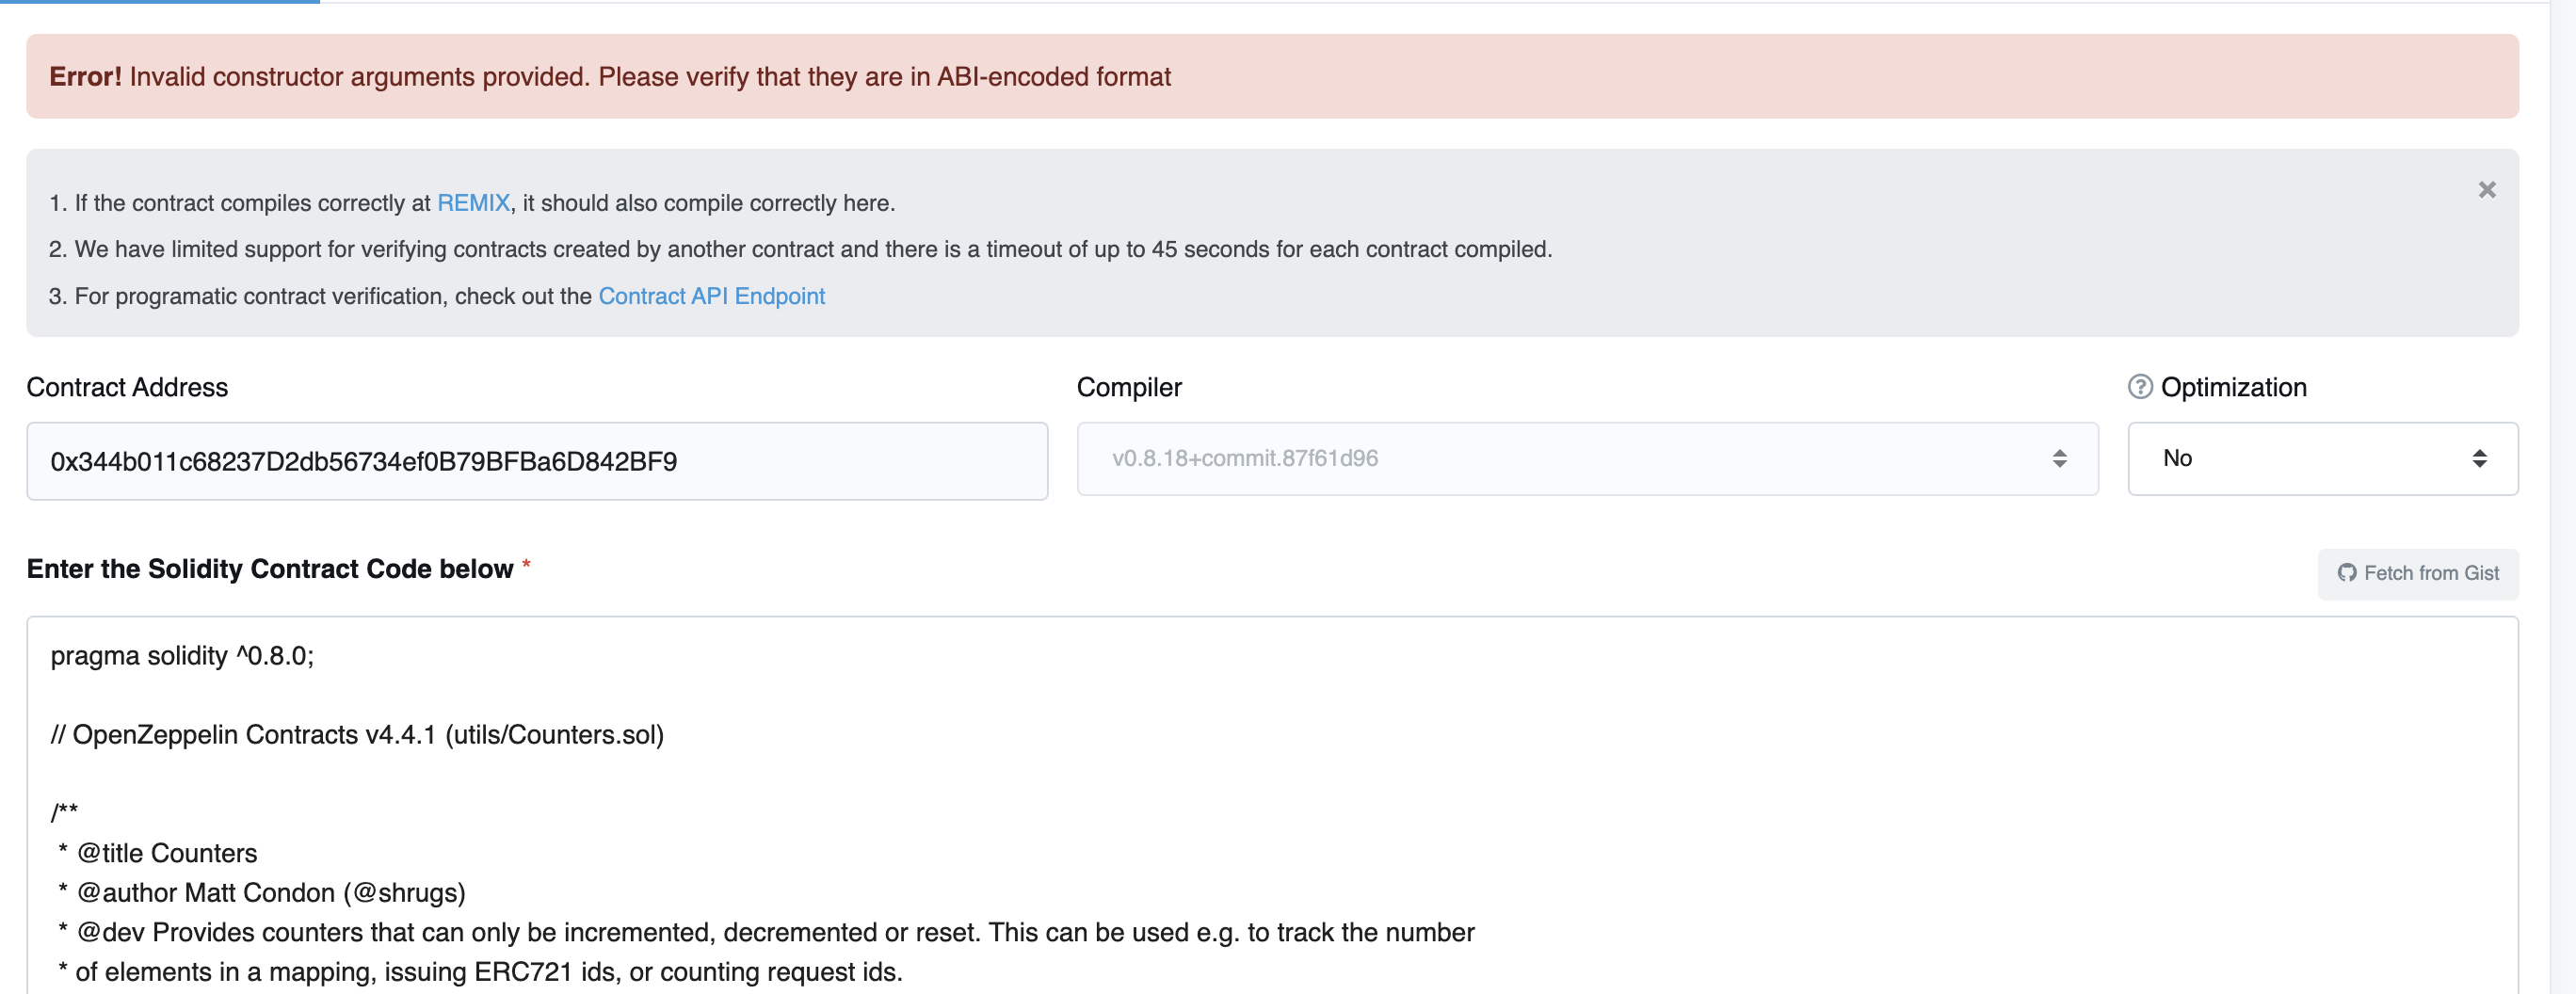 Error! Invalid constructor arguments provided. Please verify that they are in ABI-encoded format
1. If the contract compiles correctly at REMIX, it should also compile correctly here.
2. We have limited support for verifying contracts created by another contract and there is a timeout of up to 45 seconds for each contract compiled.
3. For programatic contract verification, check out the Contract API Endpoint
Contract Address
Compiler
Optimization
0x344b011c68237D2db56734ef0B79BFBa6D842BF9
v0.8.18+commit.87f61d96
No
Enter the Solidity Contract Code below *
Fetch from Gist
pragma solidity ^0.8.0;
// OpenZeppelin Contracts v4.4.1 (utils/Counters.sol)
/**
* @title Counters
* @author Matt Condon (@shrugs)
* @dev Provides counters that can only be incremented, decremented or reset. This can be used e.g. to track the number
* of elements in a mapping, issuing ERC721 ids, or counting request ids.